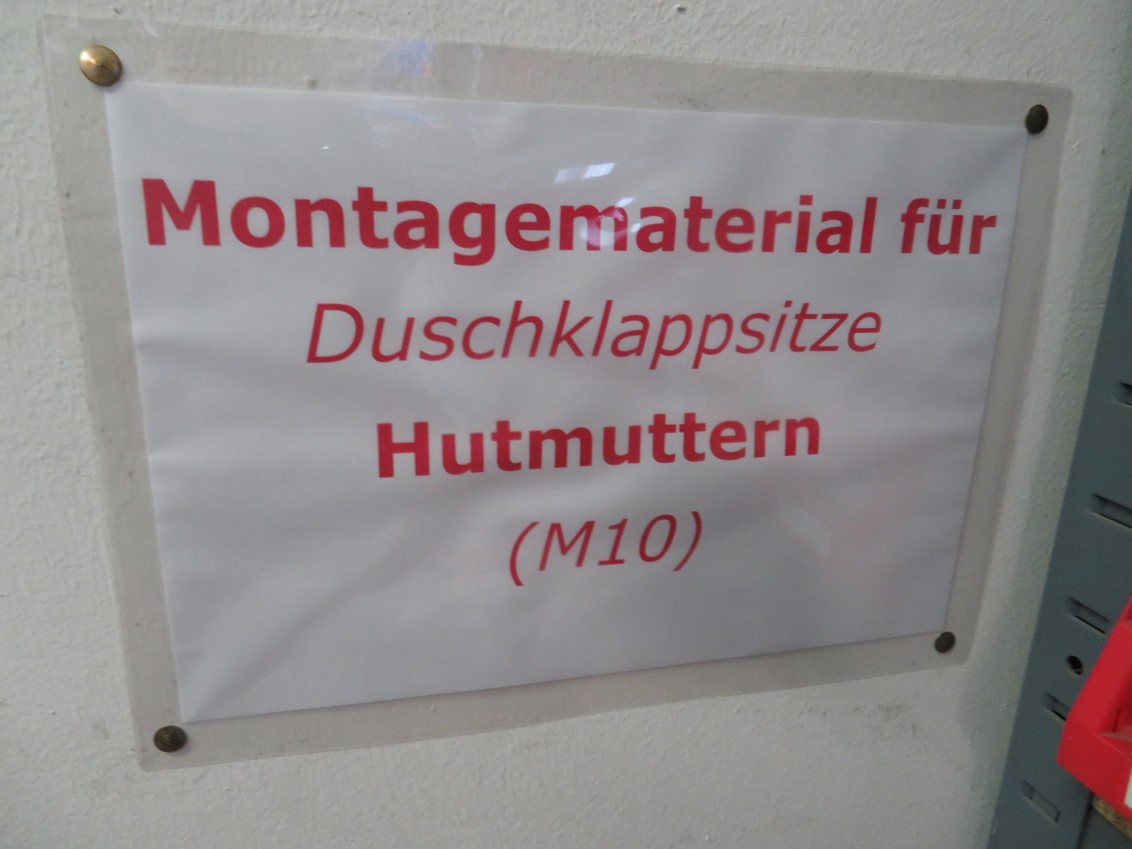 Montagematerial für
Duschklappsitze
Hutmuttern
(M10)